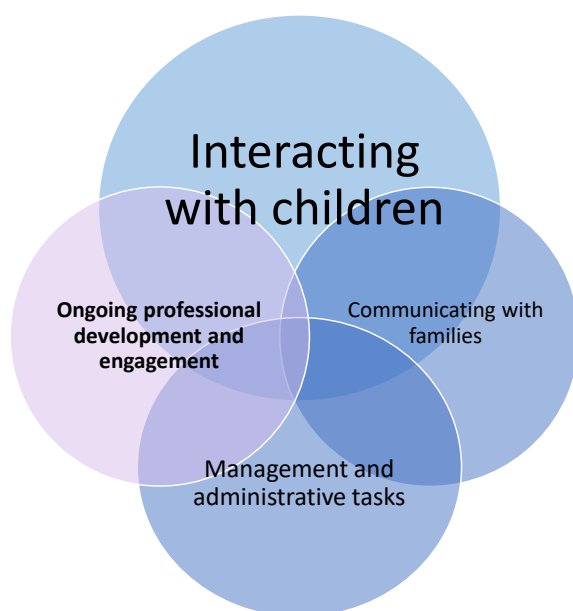 Interacting
with children
Ongoing professional
development and
engagement
Communicating with
families
Management and
administrative tasks